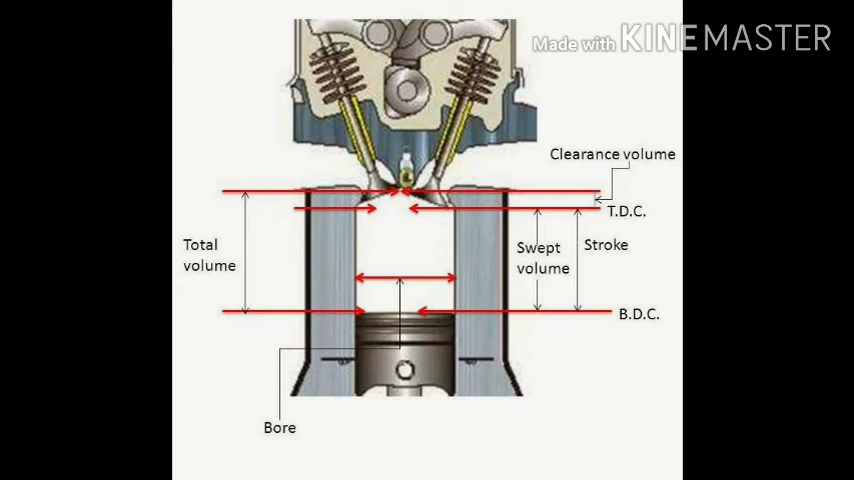 Made with KINEMASTER
Clearance volume
T.D.C.
Total
volume
Swept
volume
Stroke
B.D.C.
Bore